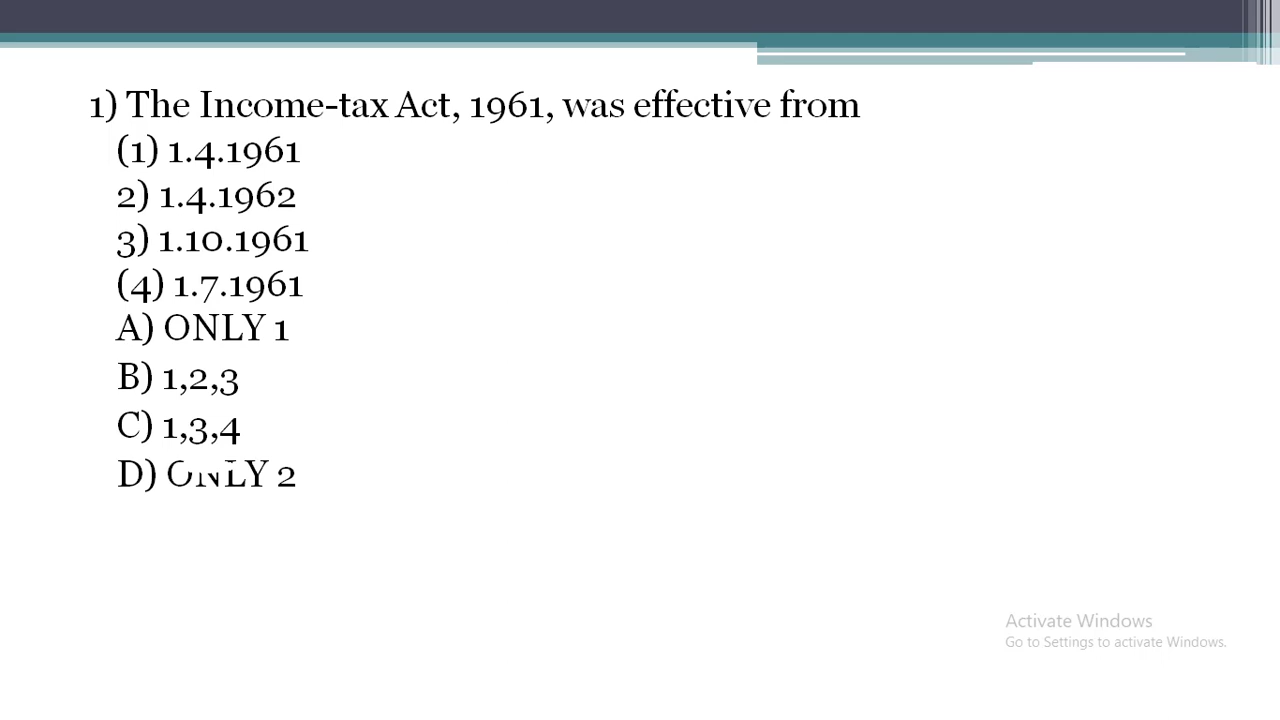 1) The Income-tax Act, 1961, was effective from
(1) 1.4.1961
2) 1.4.1962
3) 1.10.1961
(4) 1.7.1961
A) ONLY 1
B) 1,2,3
C) 1,3,4
D) ONLY 2
Activate Windows
Go to Settings to activate Windows.